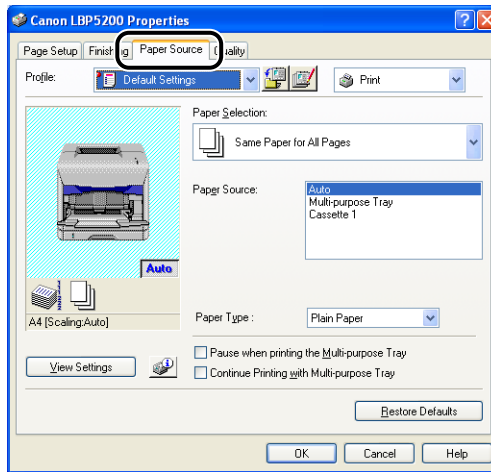 Canon LBP5200 Properties
Page Setup Finishing Paper Source Quality
Profile: Default Settings Print
Paper Selection:
Same Paper for All Pages
Paper Source: Auto
Multi-purpose Tray
Cassette 1
Auto
A4 [Scaling:Auto]
Paper Type : Plain Paper
View Settings
Pause when printing the Multi-purpose Tray
Continue Printing with Multi-purpose Tray
Restore Defaults
OK Cancel Help